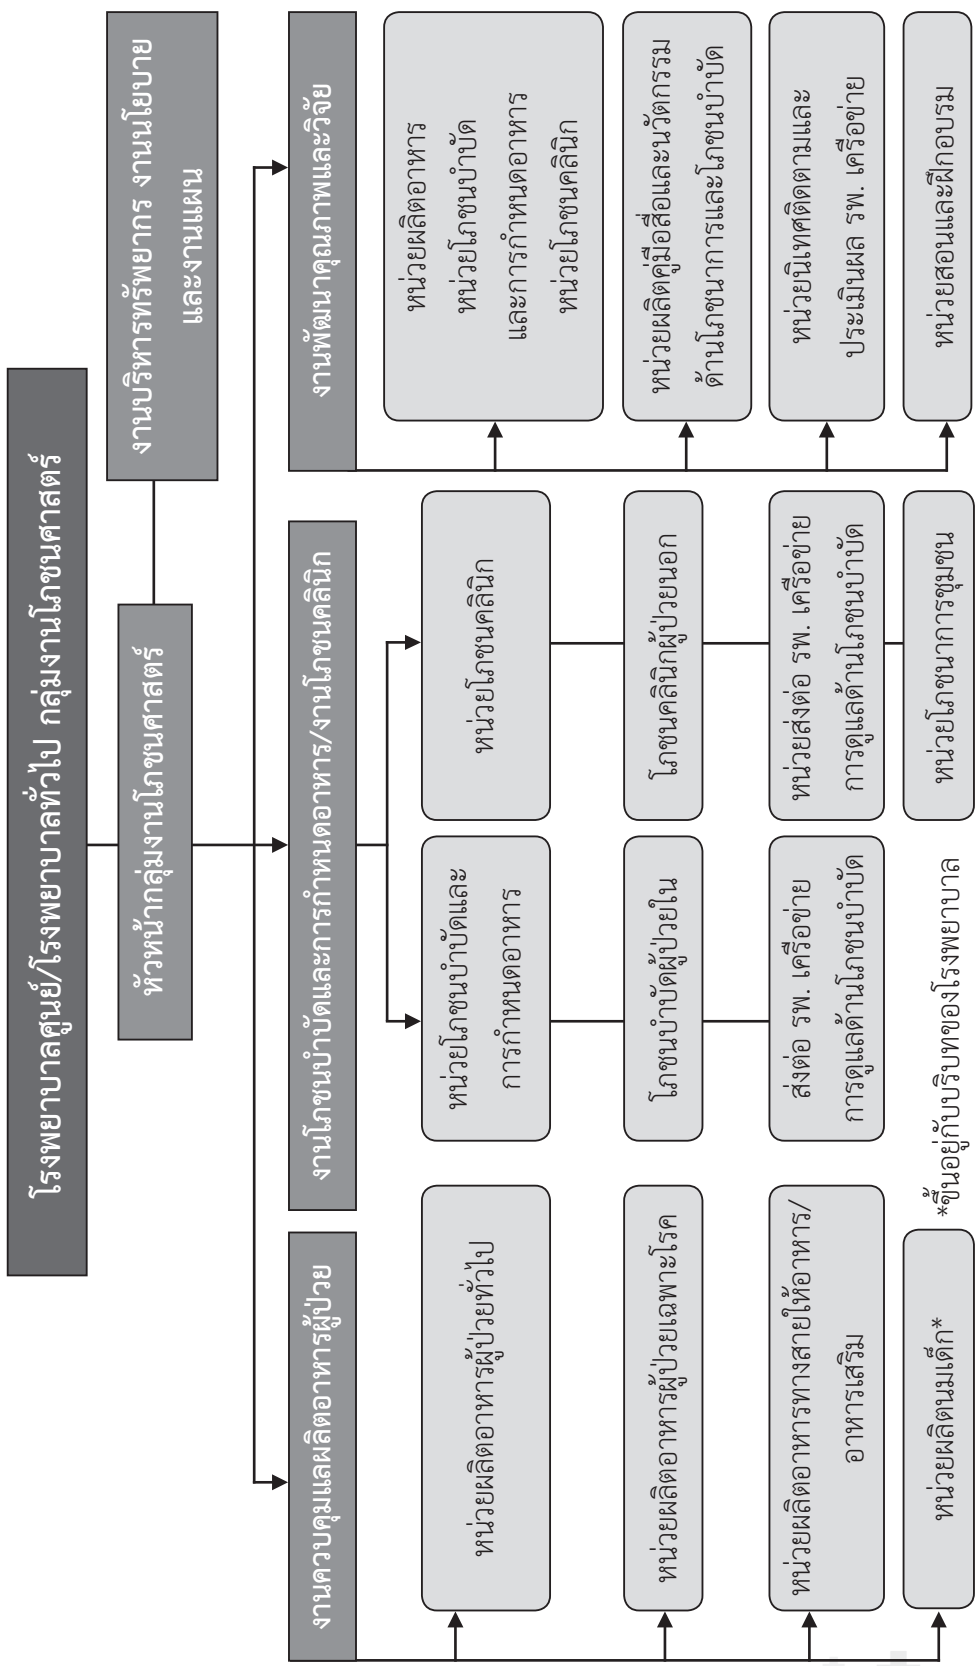 โรงพยาบาลศูนย์/โรงพยาบาลทั่วไป กลุ่มงานโภชนศาสตร์
หัวหน้ากลุ่มงานโภชนศาสตร์
งานบริหารทรัพยากร งานนโยบาย
และงานแผน
งานควบคุมแลผลิตอาหารผู้ป่วย
หน่วยผลิตอาหารผู้ป่วยทั่วไป
หน่วยผลิตอาหารผู้ป่วยเฉพาะโรค
หน่วยผลิตอาหารทางสายให้อาหาร/
อาหารเสริม
หน่วยผลิตนมเด็ก*
งานโภชนบำบัดและการกำหนดอาหาร/งานโภชนคลินิก
หน่วยโภชนบำบัดและ
การกำหนดอาหาร
โภชนบำบัดผู้ป่วยใน
ส่งต่อ รพ. เครือข่าย
การดูแลด้านโภชนบำบัด
หน่วยโภชนคลินิก
โภชนคลินิกผู้ป่วยนอก
หน่วยส่งต่อ รพ. เครือข่าย
การดูแลด้านโภชนบำบัด
หน่วยโภชนาการชุมชน
งานพัฒนาคุณภาพและวิจัย
หน่วยผลิตอาหาร
หน่วยโภชนบำบัด
และการกำหนดอาหาร
หน่วยโภชนคลินิก
หน่วยผลิตคู่มือสื่อและนวัตกรรม
ด้านโภชนาการและโภชนบำบัด
หน่วยนิเทศติดตามและ
ประเมินผล รพ. เครือข่าย
หน่วยสอนและฝึกอบรม
*ขึ้นอยู่กับบริบทของโรงพยาบาล